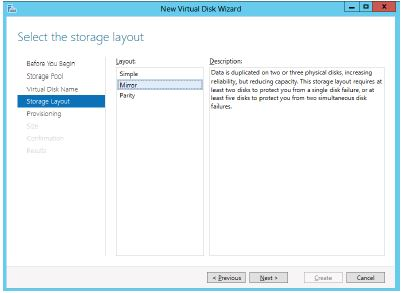 New Virtual Disk Wizard
Select the storage layout
Before You Begin
Storage Pool
Virtual Disk Name
Storage Layout
Provisioning
Size
Confirmation
Results
Layout:
Simple
Mirror
Parity
Description:
Data is duplicated on two or three physical disks, increasing
reliability, but reducing capacity. This storage layout requires at
least two disks to protect you from a single disk failure, or at
least five disks to protect you from two simultaneous disk
failures.
< Previous
Next >
Create
Cancel